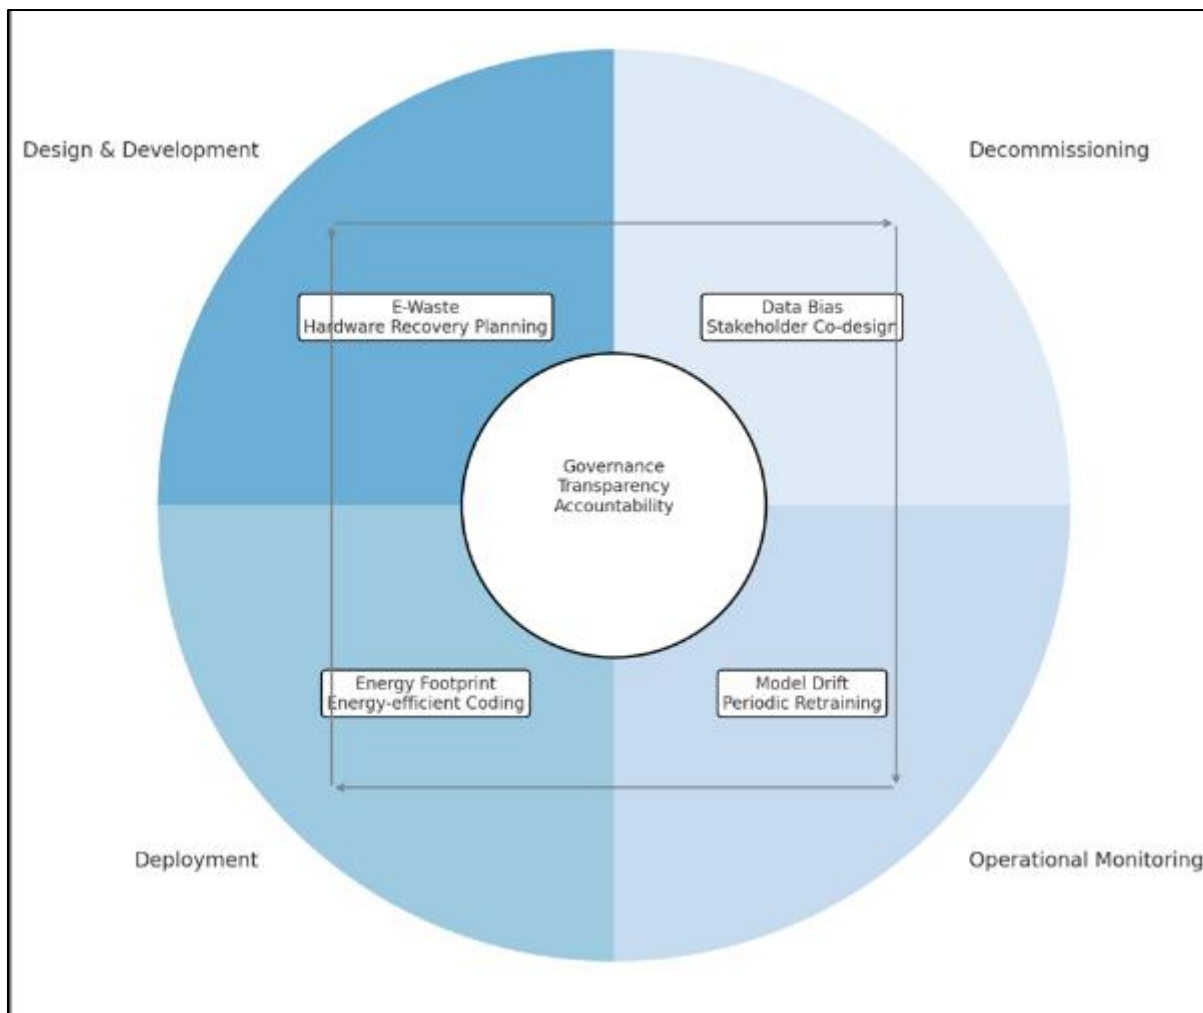 Design & Development
Decommissioning
E-Waste
Hardware Recovery Planning
Data Bias
Stakeholder Co-design
Governance
Transparency
Accountability
Energy Footprint
Energy-efficient Coding
Model Drift
Periodic Retraining
Deployment
Operational Monitoring